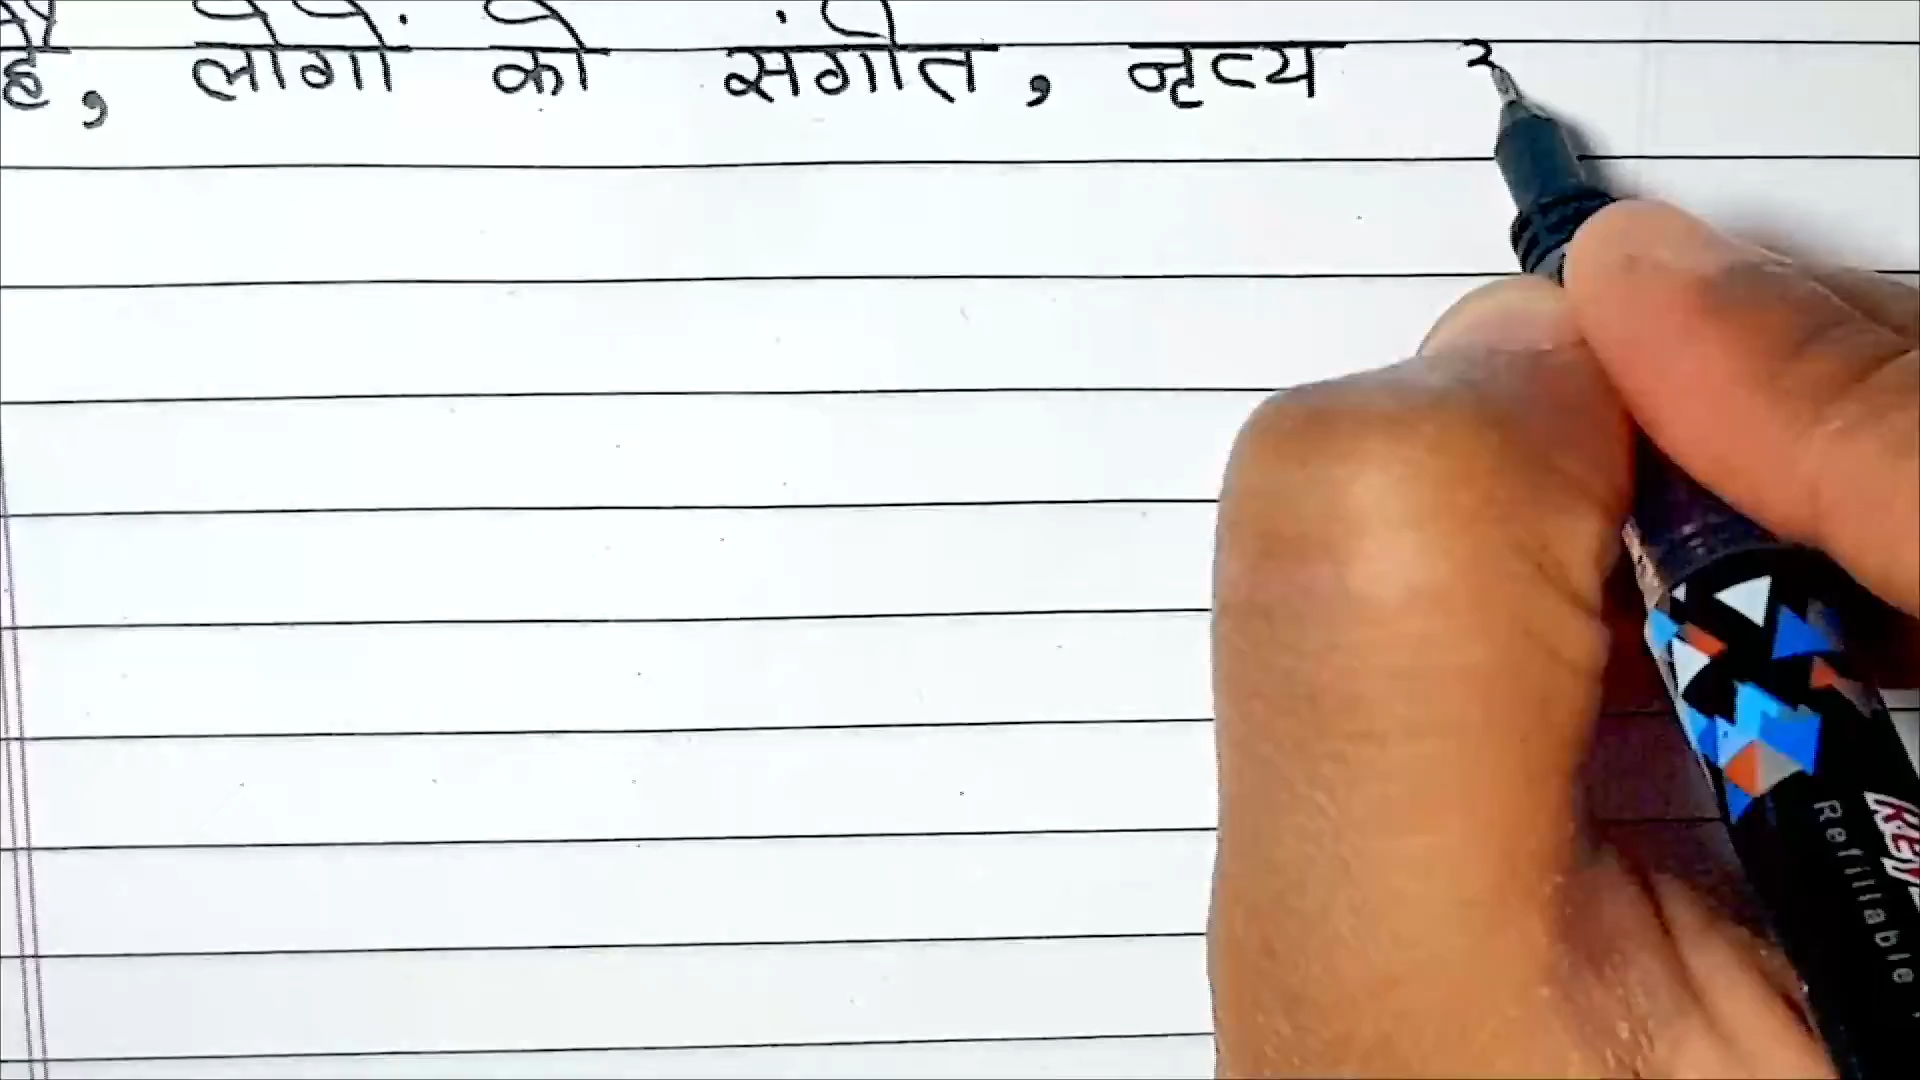 हैं, लोगों को संगीत, नृत्य
Refillable